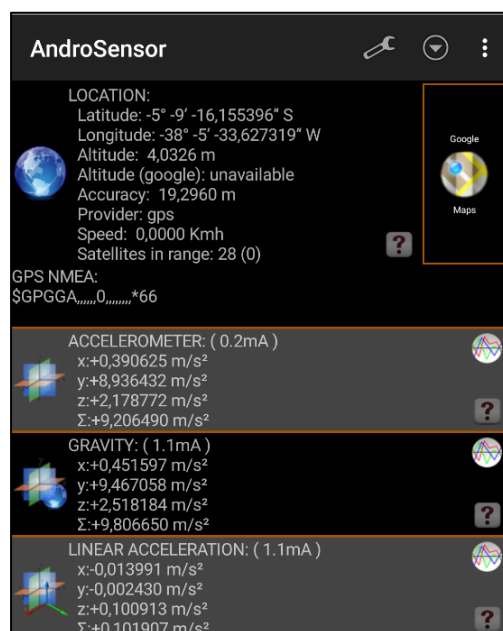 AndroSensor
LOCATION:
Latitude: -5° -9' -16,155396" S
Longitude: -38° -5' -33,627319" W
Altitude: 4,0326 m
Altitude (google): unavailable
Accuracy: 19,2960 m
Provider: gps
Speed: 0,0000 Kmh
Satellites in range: 28 (0)
Google
Maps
?
GPS NMEA:
$GPGGA,,,,,,0,,,,,,,,*66
ACCELEROMETER: ( 0.2mA )
x:+0,390625 m/s²
y:+8,936432 m/s²
z:+2,178772 m/s²
Σ:+9,206490 m/s²
?
GRAVITY: ( 1.1mA )
x:+0,451597 m/s²
y:+9,467058 m/s²
z:+2,518184 m/s²
Σ:+9,806650 m/s²
?
LINEAR ACCELERATION: ( 1.1mA )
x:-0,013991 m/s²
y:-0,002430 m/s²
z:+0,100913 m/s²
Σ:+0,101907 m/s²
?